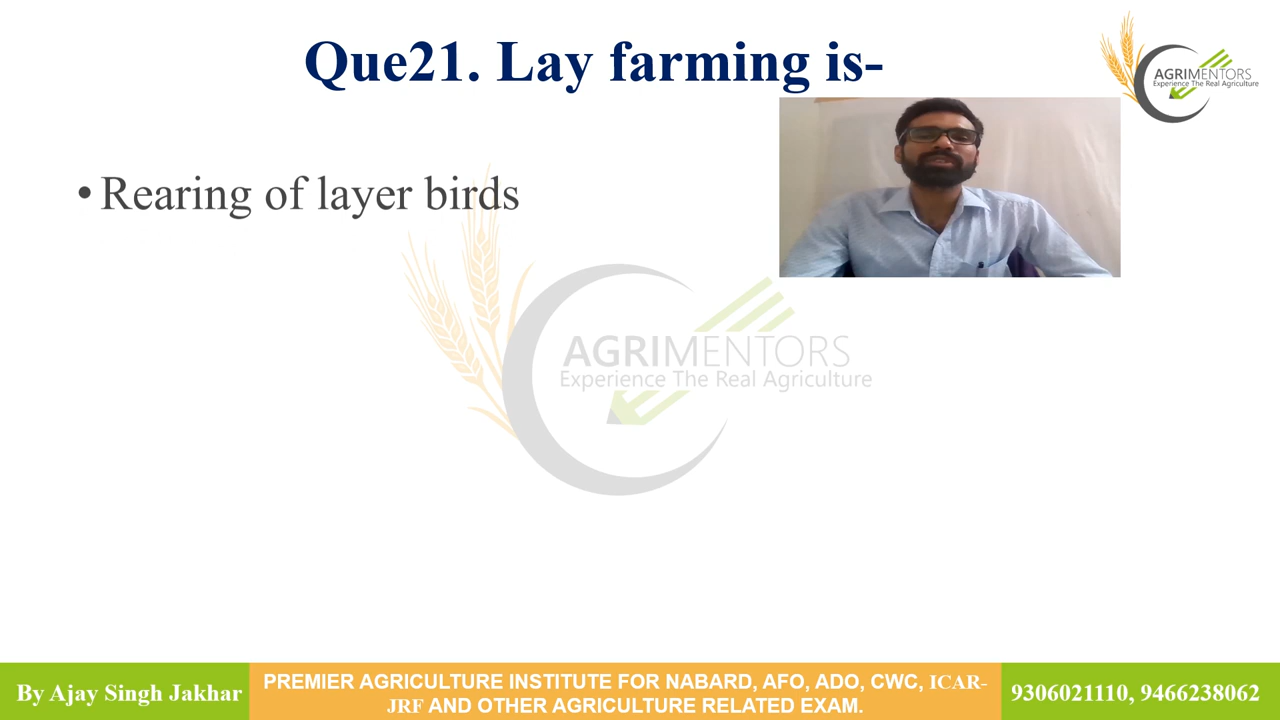 Que21. Lay farming is-
AGRIMENTORS
Experience The Real Agriculture
• Rearing of layer birds
AGRIMENTORS
Experience The Real Agriculture
By Ajay Singh Jakhar
PREMIER AGRICULTURE INSTITUTE FOR NABARD, AFO, ADO, CWC, ICAR-
JRF AND OTHER AGRICULTURE RELATED EXAM.
9306021110, 9466238062